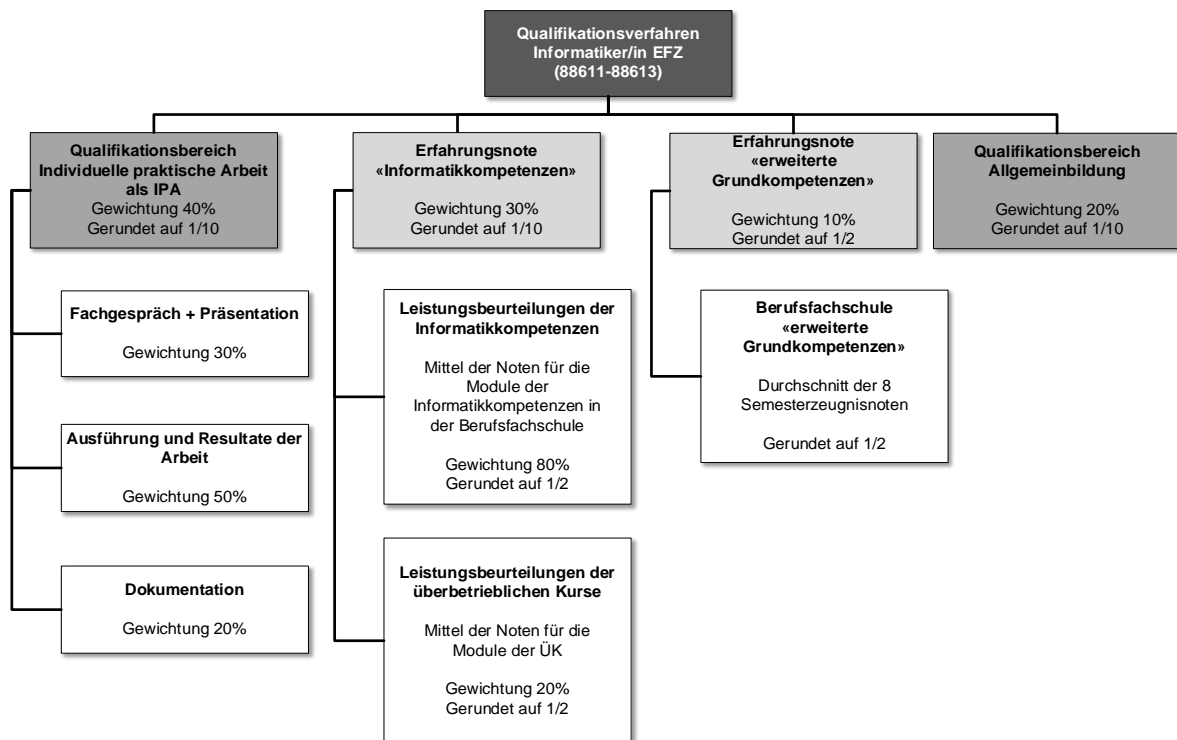 Qualifikationsverfahren
Informatiker/in EFZ
(88611-88613)
Qualifikationsbereich
Individuelle praktische Arbeit
als IPA
Gewichtung 40%
Gerundet auf 1/10
Fachgespräch + Präsentation
Gewichtung 30%
Ausführung und Resultate der
Arbeit
Gewichtung 50%
Dokumentation
Gewichtung 20%
Erfahrungsnote
«Informatikkompetenzen»
Gewichtung 30%
Gerundet auf 1/10
Leistungsbeurteilungen der
Informatikkompetenzen
Mittel der Noten für die
Module der
Informatikkompetenzen in
der Berufsfachschule
Gewichtung 80%
Gerundet auf 1/2
Leistungsbeurteilungen der
überbetrieblichen Kurse
Mittel der Noten für die
Module der ÜK
Gewichtung 20%
Gerundet auf 1/2
Erfahrungsnote
«erweiterte
Grundkompetenzen»
Gewichtung 10%
Gerundet auf 1/2
Berufsfachschule
«erweiterte
Grundkompetenzen»
Durchschnitt der 8
Semesterzeugnisnoten
Gerundet auf 1/2
Qualifikationsbereich
Allgemeinbildung
Gewichtung 20%
Gerundet auf 1/10